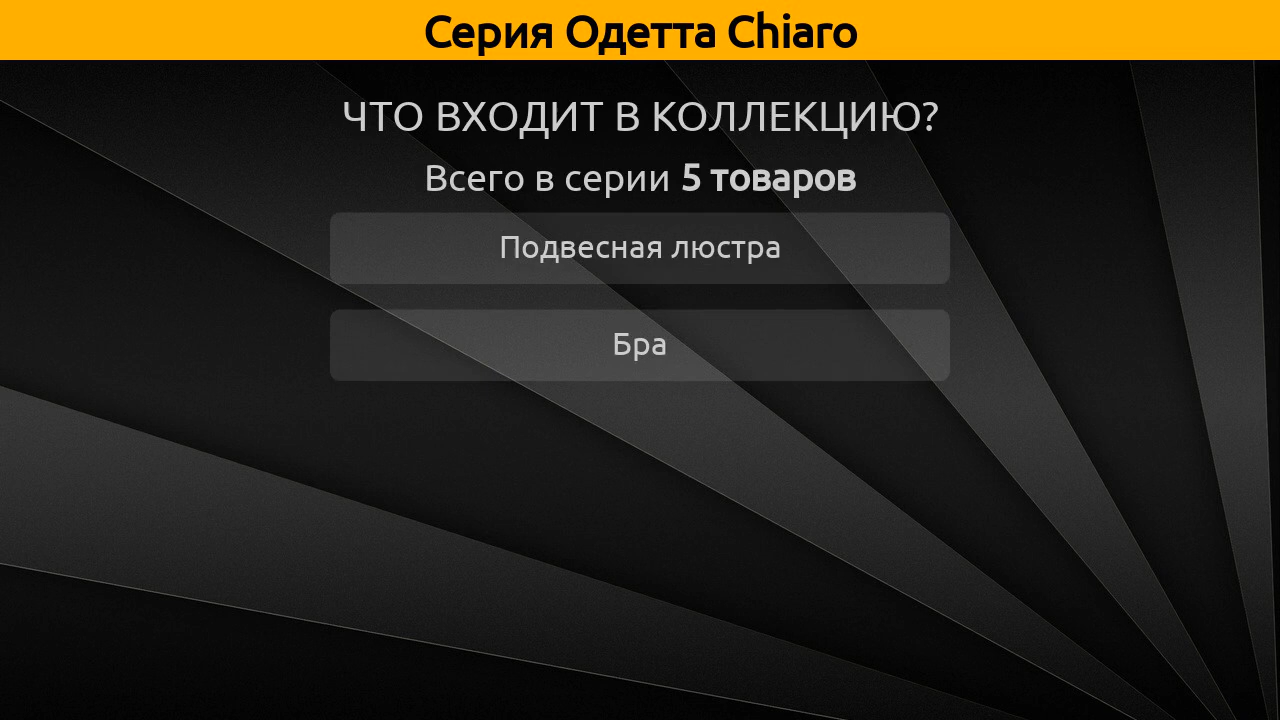 Серия Одетта Chiaro
ЧТО ВХОДИТ В КОЛЛЕКЦИЮ?
Всего в серии 5 товаров
Подвесная люстра
Бра